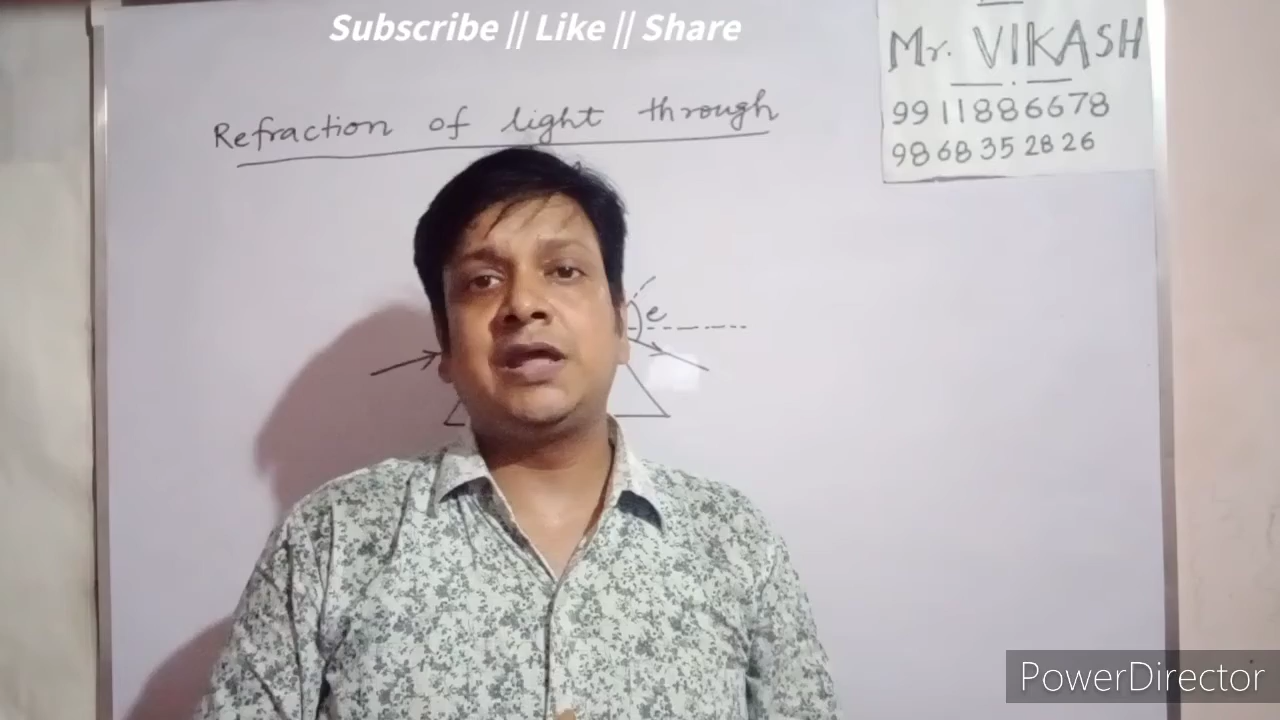 Subscribe || Like || Share
Mr. VIKASH
9911886678
9868352826
Refraction of light through
e
PowerDirector